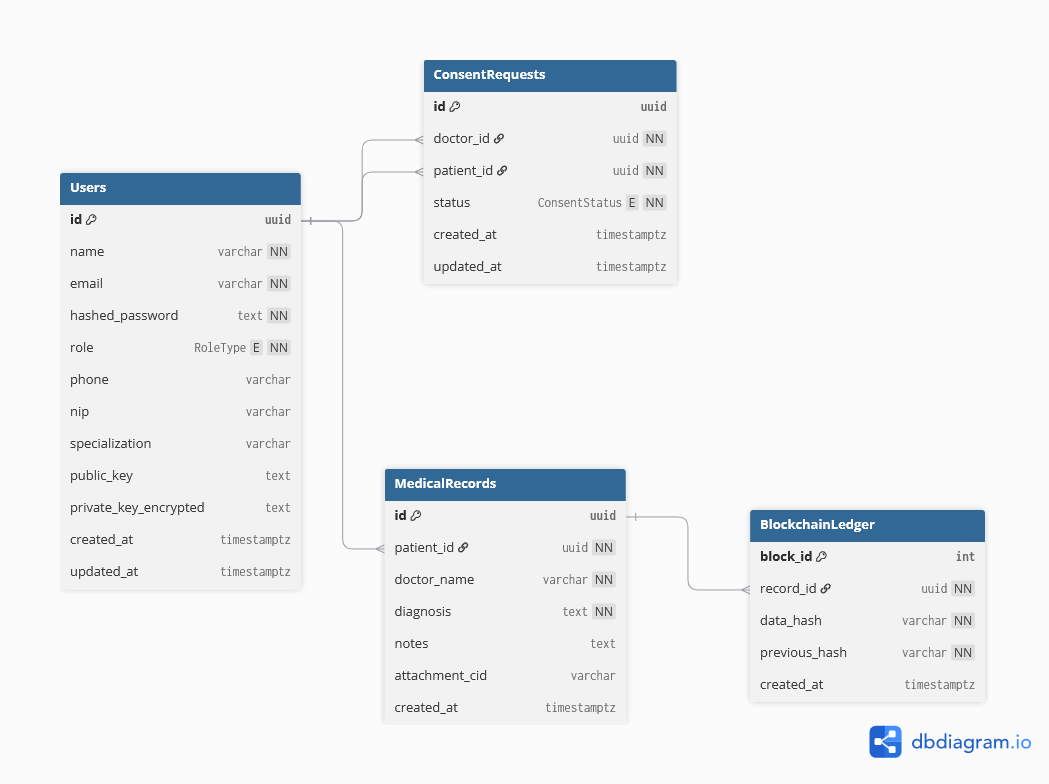 ConsentRequests
id uuid
doctor_id uuid NN
patient_id uuid NN
status ConsentStatus E NN
created_at timestamptz
updated_at timestamptz
Users
id uuid
name varchar NN
email varchar NN
hashed_password text NN
role RoleType E NN
phone varchar
nip varchar
specialization varchar
public_key text
private_key_encrypted text
created_at timestamptz
updated_at timestamptz
MedicalRecords
id uuid
patient_id uuid NN
doctor_name varchar NN
diagnosis text NN
notes text
attachment_cid varchar
created_at timestamptz
BlockchainLedger
block_id int
record_id uuid NN
data_hash varchar NN
previous_hash varchar NN
created_at timestamptz
dbdiagram.io